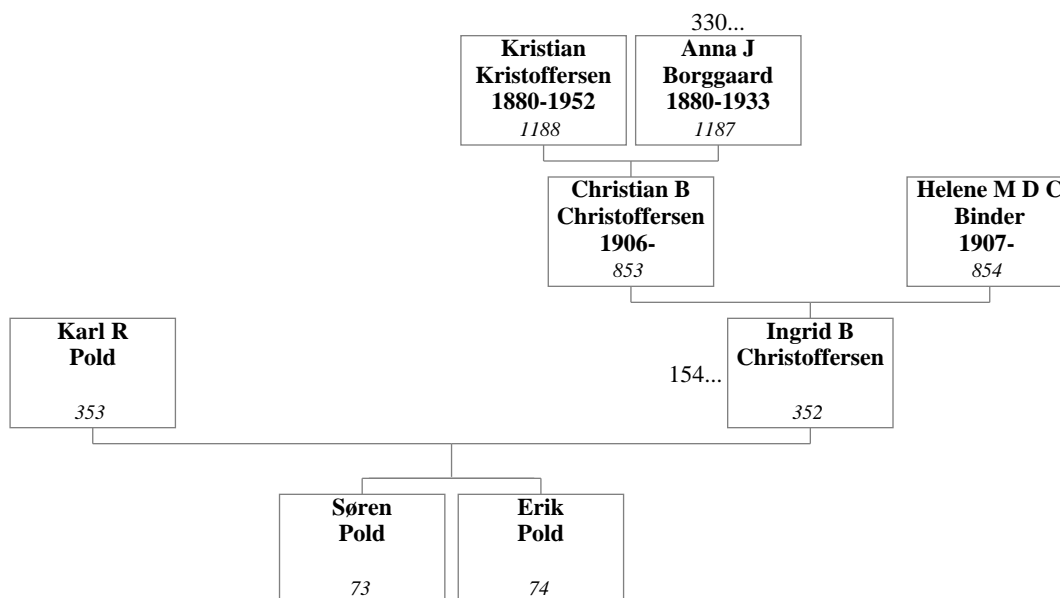 330...
Kristian
Kristoffersen
1880-1952
1188
Anna J
Borggaard
1880-1933
1187
Christian B
Christoffersen
1906-
853
Helene M D C
Binder
1907-
854
Karl R
Pold
353
154...
Ingrid B
Christoffersen
352
Søren
Pold
73
Erik
Pold
74